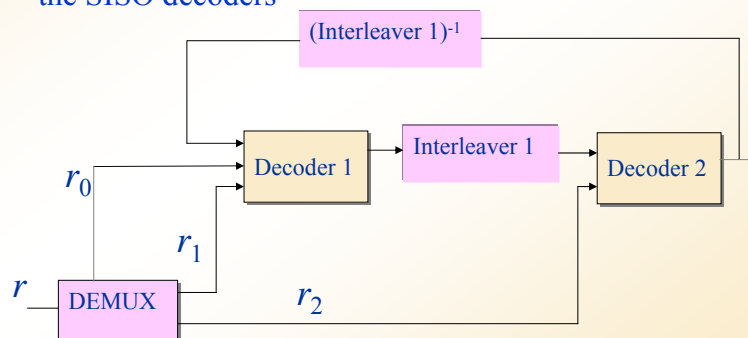 the SISO decoders
(Interleaver 1)⁻¹
Decoder 1
Interleaver 1
Decoder 2
r₀
r₁
r
DEMUX
r₂